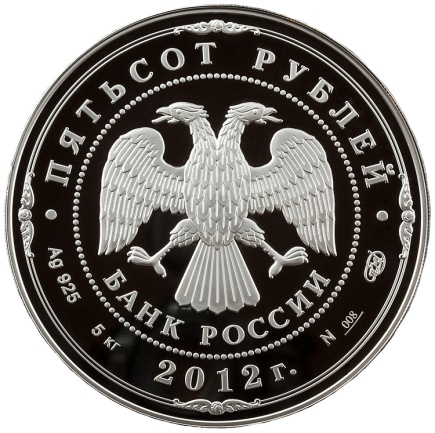 ПЯТЬСОТ РУБЛЕЙ
БАНК РОССИИ
Ag 925
5 кг
2012 г.
N 008